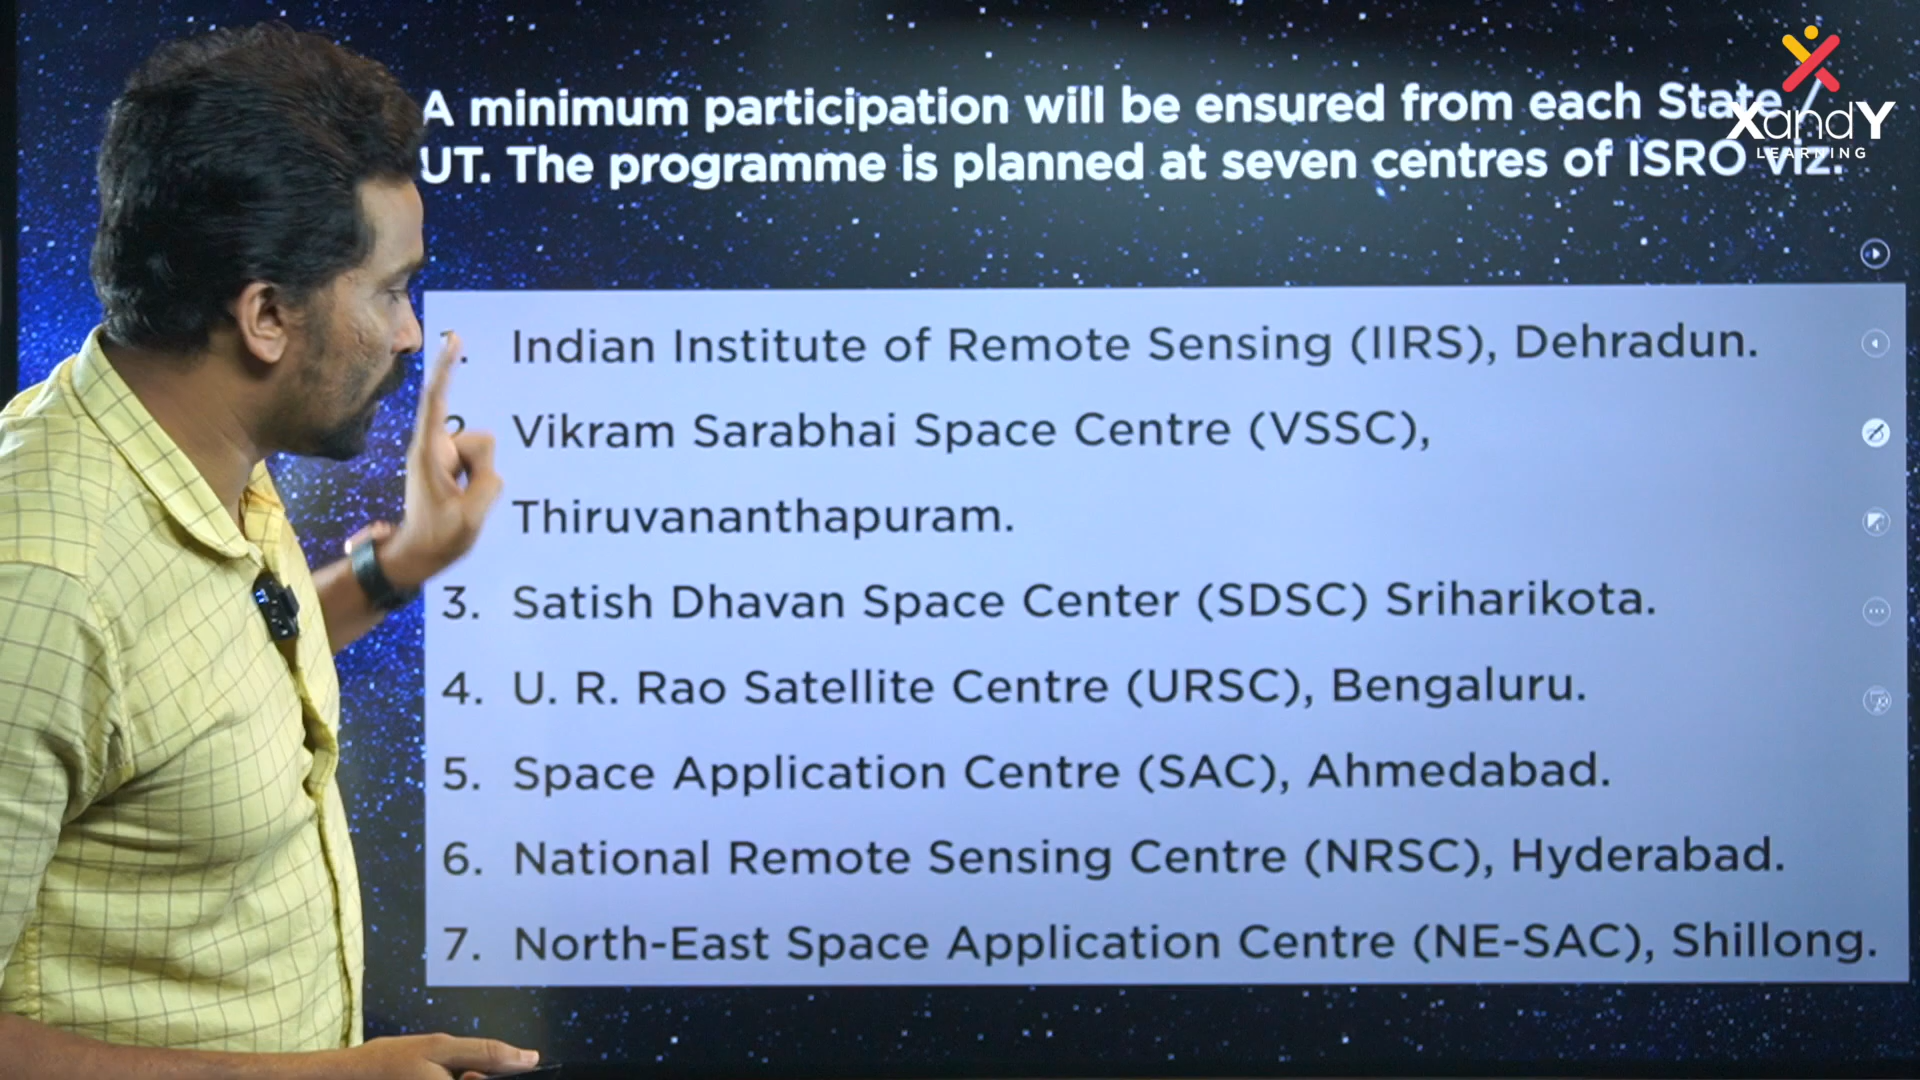 A minimum participation will be ensured from each State /
UT. The programme is planned at seven centres of ISRO viz.
XandY
LEARNING
1. Indian Institute of Remote Sensing (IIRS), Dehradun.
2. Vikram Sarabhai Space Centre (VSSC),
Thiruvananthapuram.
3. Satish Dhavan Space Center (SDSC) Sriharikota.
4. U. R. Rao Satellite Centre (URSC), Bengaluru.
5. Space Application Centre (SAC), Ahmedabad.
6. National Remote Sensing Centre (NRSC), Hyderabad.
7. North-East Space Application Centre (NE-SAC), Shillong.